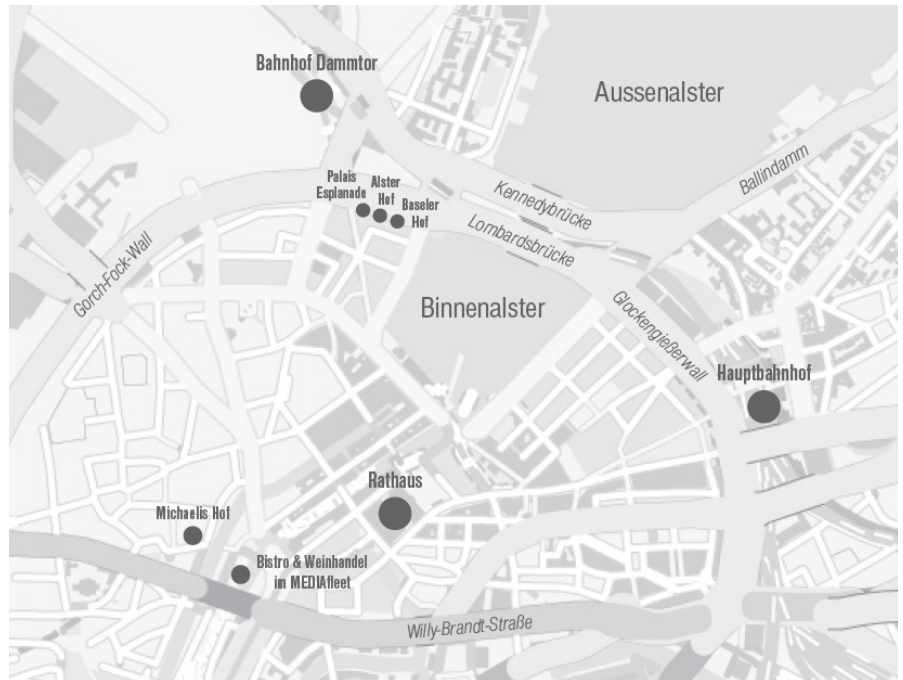 Bahnhof Dammtor
Aussenalster
Palais
Esplanade
Alster
Hof
Baseler
Hof
Kennedybrücke
Ballindamm
Lombardsbrücke
Gorch-Fock-Wall
Binnenalster
Glockengießerwall
Hauptbahnhof
Rathaus
Michaelis Hof
Bistro & Weinhandel
im MEDIAfleet
Willy-Brandt-Straße